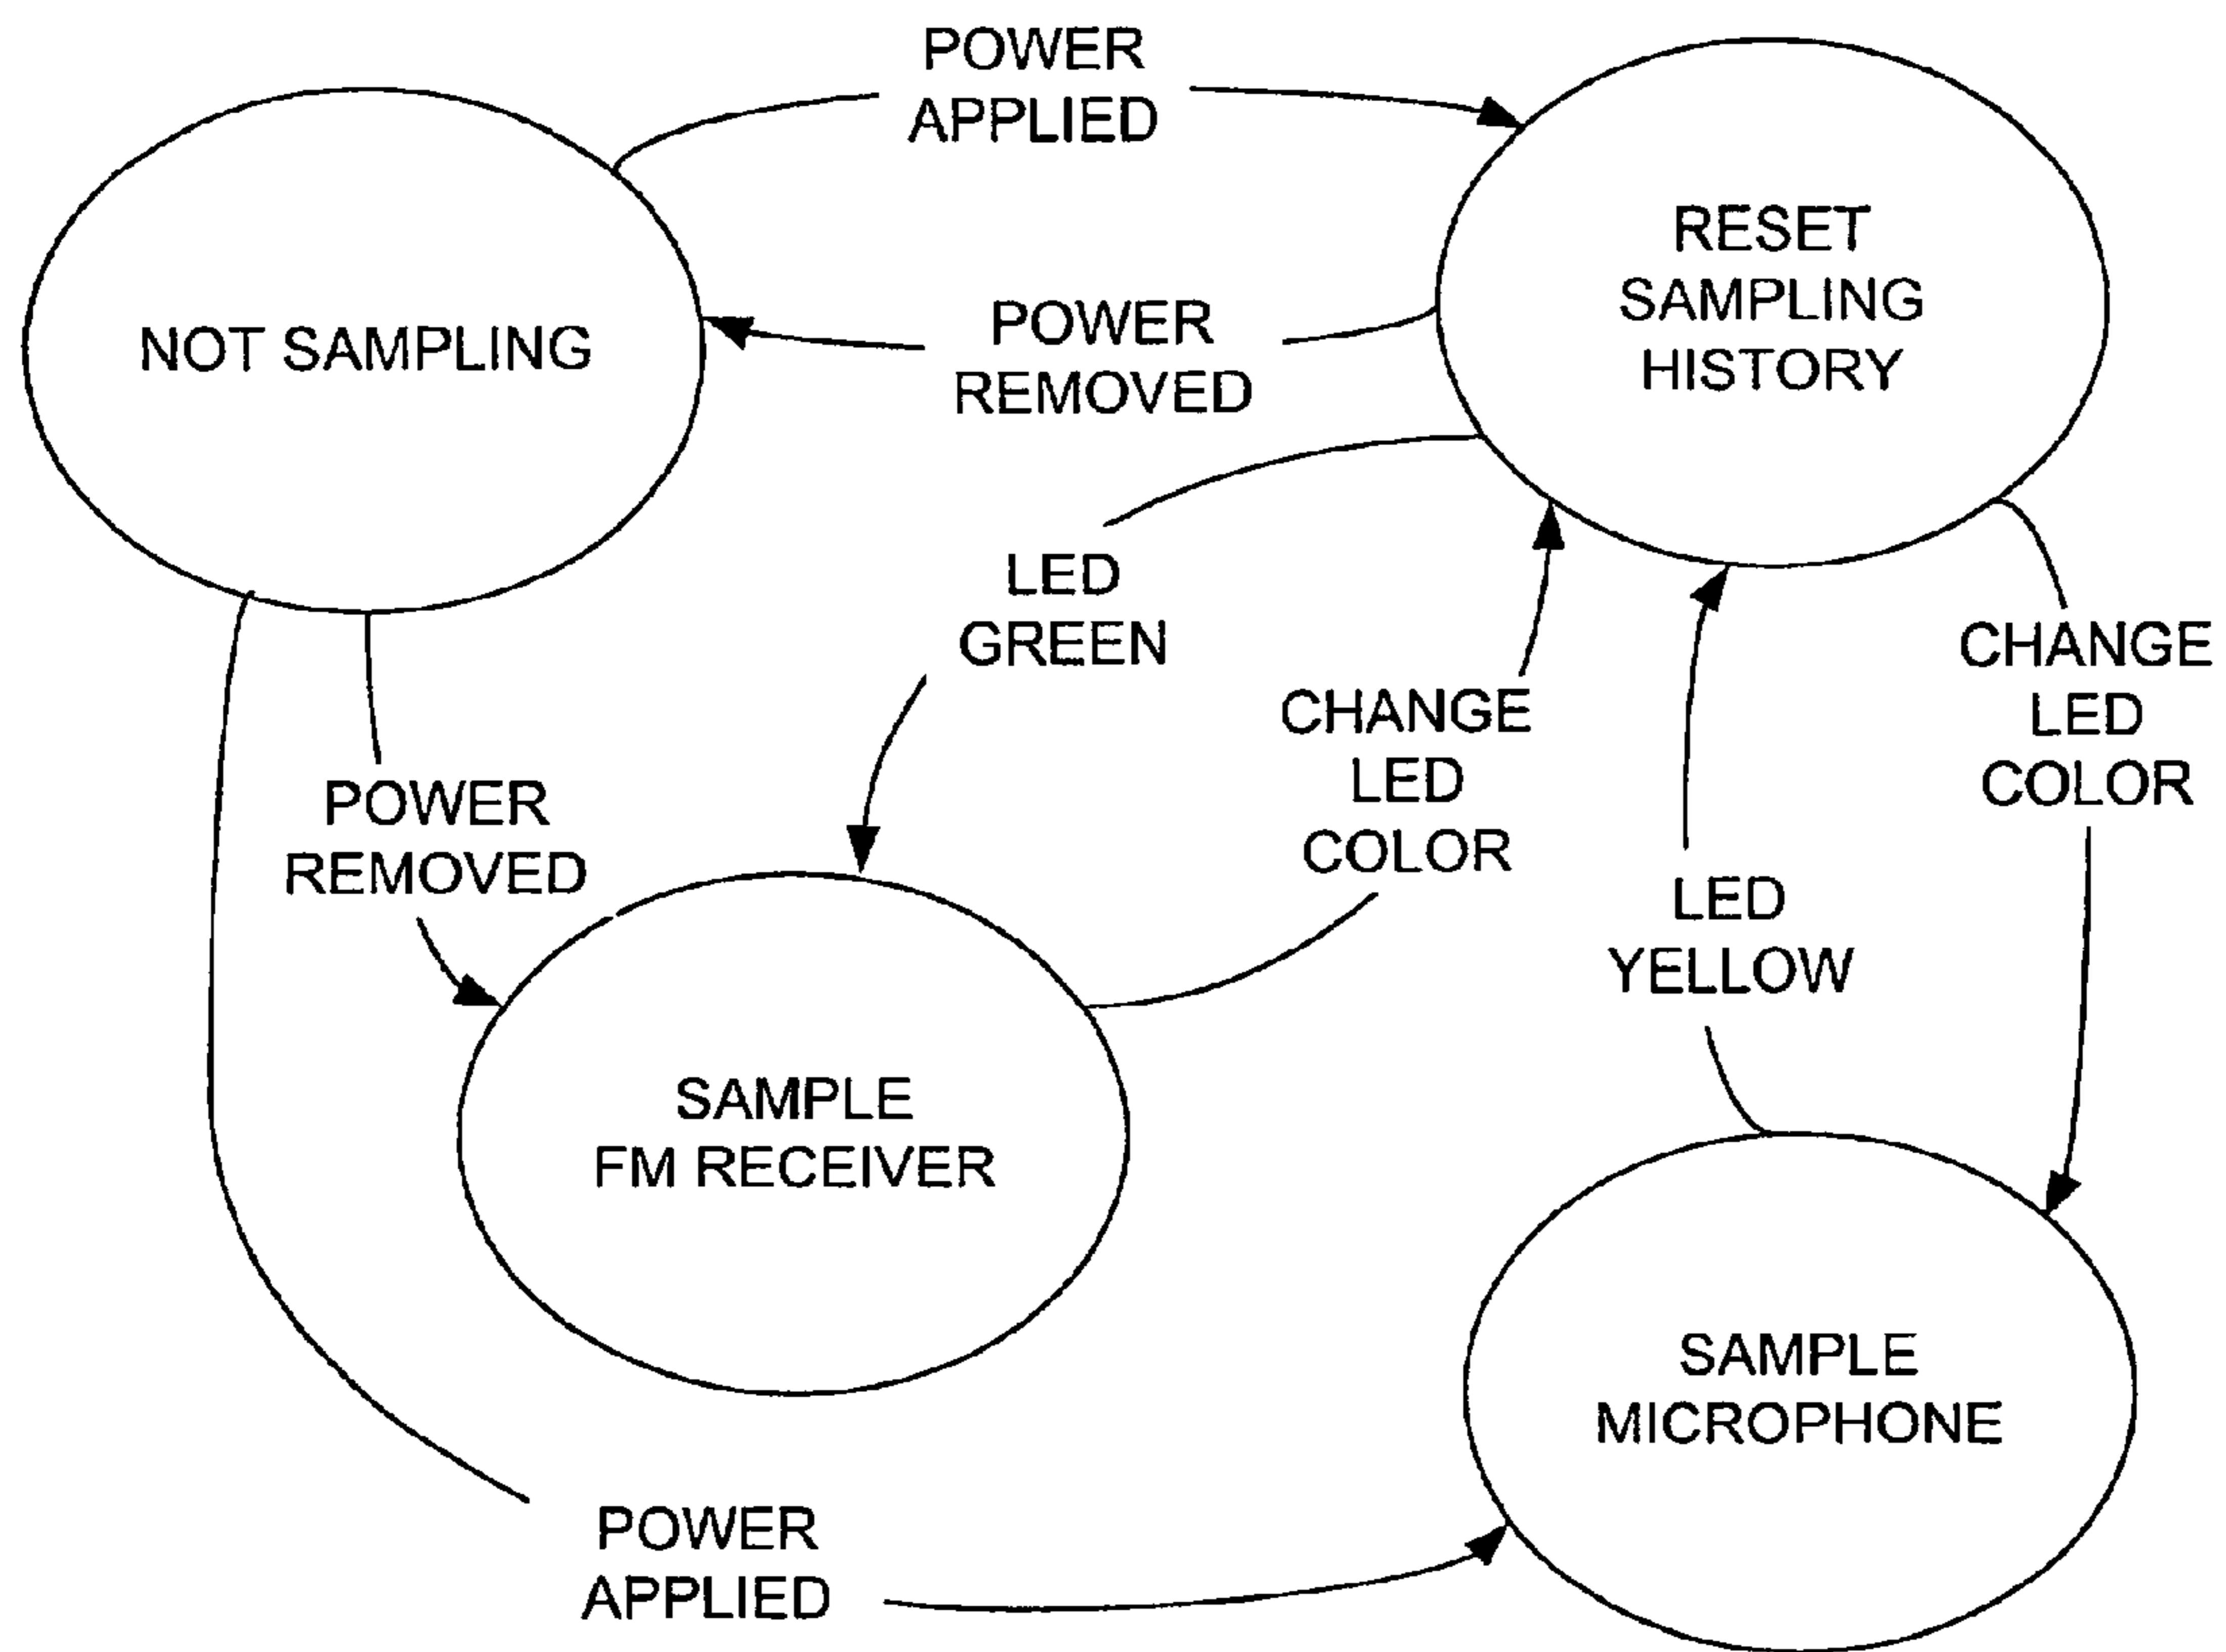 POWER
APPLIED
RESET
SAMPLING
HISTORY
NOT SAMPLING
POWER
REMOVED
LED
GREEN
CHANGE
LED
COLOR
CHANGE
LED
COLOR
POWER
REMOVED
LED
YELLOW
SAMPLE
FM RECEIVER
SAMPLE
MICROPHONE
POWER
APPLIED